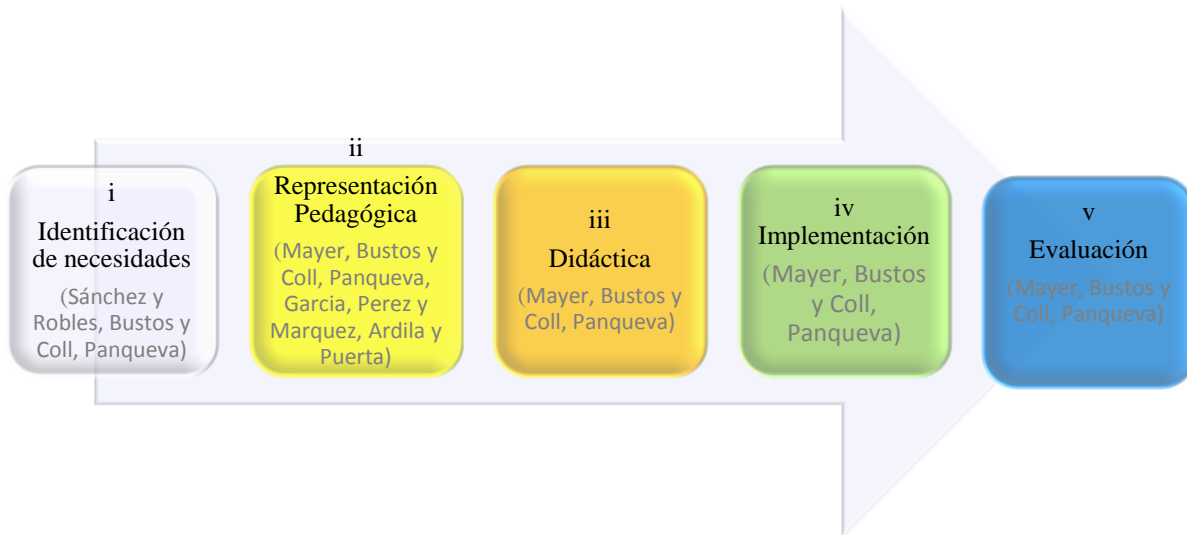 i
Identificación
de necesidades
(Sánchez y
Robles, Bustos y
Coll, Panqueva)
ii
Representación
Pedagógica
(Mayer, Bustos y
Coll, Panqueva,
Garcia, Perez y
Marquez, Ardila y
Puerta)
iii
Didáctica
(Mayer, Bustos y
Coll, Panqueva)
iv
Implementación
(Mayer, Bustos
y Coll,
Panqueva)
v
Evaluación
(Mayer, Bustos y
Coll, Panqueva)